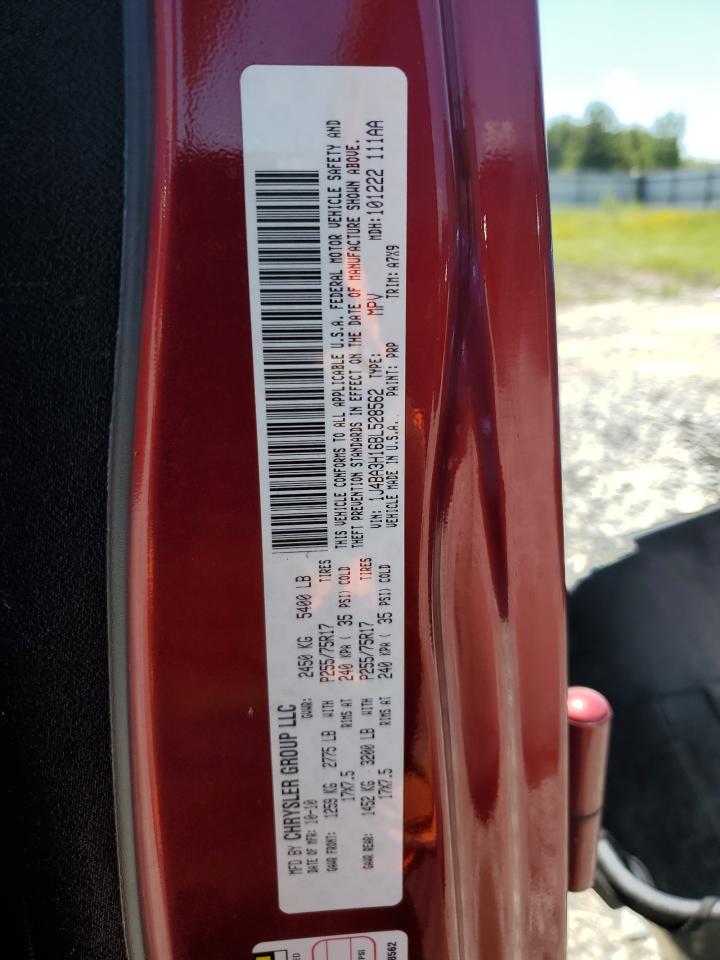 MFD BY CHRYSLER GROUP LLC
DATE OF MFR: 10-10 GVWR: 2450 KG 5400 LB
GAWR FRONT: 1259 KG 2775 LB WITH P255/75R17 TIRES
17X7.5 RIMS AT 240 KPA ( 35 PSI) COLD
GAWR REAR: 1452 KG 3200 LB WITH P255/75R17 TIRES
17X7.5 RIMS AT 240 KPA ( 35 PSI) COLD
THIS VEHICLE CONFORMS TO ALL APPLICABLE U.S.A. FEDERAL MOTOR VEHICLE SAFETY AND
THEFT PREVENTION STANDARDS IN EFFECT ON THE DATE OF MANUFACTURE SHOWN ABOVE.
VIN: 1J4BA3H16BL528562 TYPE: MPV MDH:101222 111AA
VEHICLE MADE IN U.S.A. PAINT: PRP TRIM: A7X9
PSI